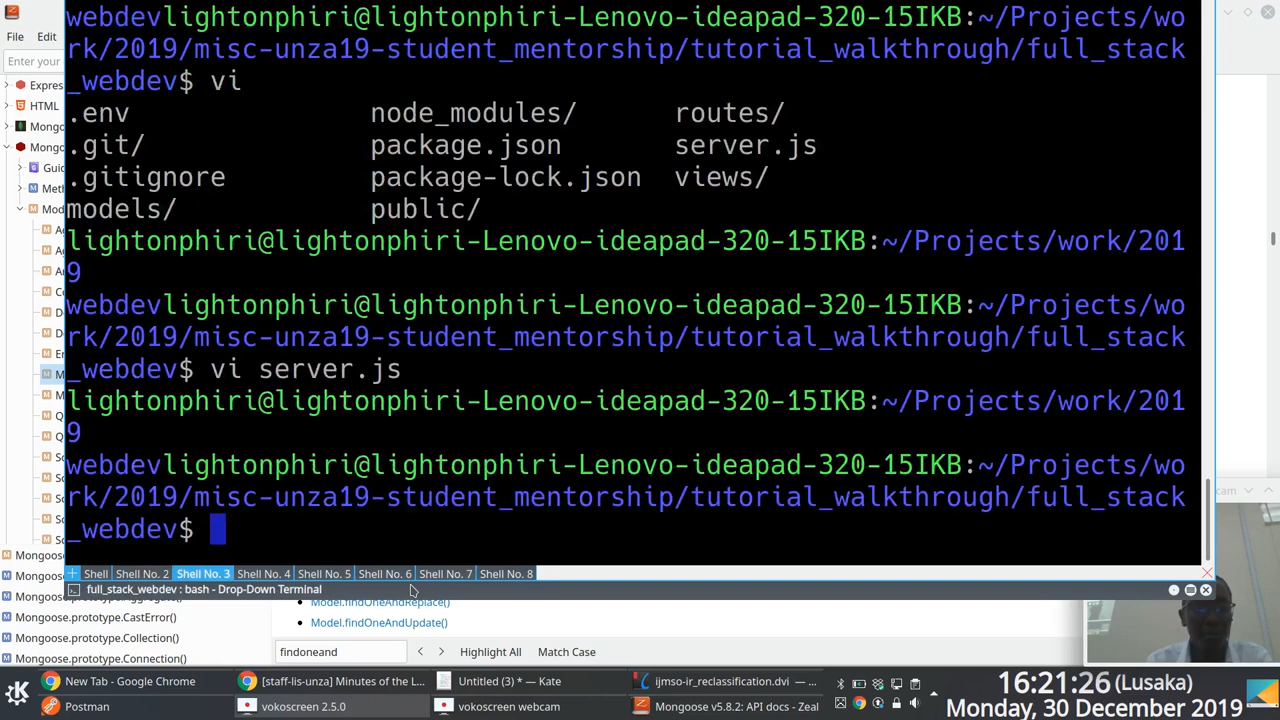 webdevlightonphiri@lightonphiri-Lenovo-ideapad-320-15IKB:~/Projects/wo
rk/2019/misc-unza19-student_mentorship/tutorial_walkthrough/full_stack
_webdev$ vi
.env node_modules/ routes/
.git/ package.json server.js
.gitignore package-lock.json views/
models/ public/
lightonphiri@lightonphiri-Lenovo-ideapad-320-15IKB:~/Projects/work/201
9
webdevlightonphiri@lightonphiri-Lenovo-ideapad-320-15IKB:~/Projects/wo
rk/2019/misc-unza19-student_mentorship/tutorial_walkthrough/full_stack
_webdev$ vi server.js
lightonphiri@lightonphiri-Lenovo-ideapad-320-15IKB:~/Projects/work/201
9
webdevlightonphiri@lightonphiri-Lenovo-ideapad-320-15IKB:~/Projects/wo
rk/2019/misc-unza19-student_mentorship/tutorial_walkthrough/full_stack
_webdev$
Shell Shell No. 2 Shell No. 3 Shell No. 4 Shell No. 5 Shell No. 6 Shell No. 7 Shell No. 8
full_stack_webdev : bash - Drop-Down Terminal
File Edit
Enter your
Expres
HTML
Mongo
Mongo
Guid
Meth
Mod
Mongoose.prototype.CastError()
Mongoose.prototype.Collection()
Mongoose.prototype.Connection()
Model.findOneAndReplace()
Model.findOneAndUpdate()
findoneand Highlight All Match Case
New Tab - Google Chrome [staff-lis-unza] Minutes of the L... Untitled (3) * — Kate ijmso-ir_reclassification.dvi — ...
Postman vokoscreen 2.5.0 vokoscreen webcam Mongoose v5.8.2: API docs - Zeal
16:21:26 (Lusaka)
Monday, 30 December 2019